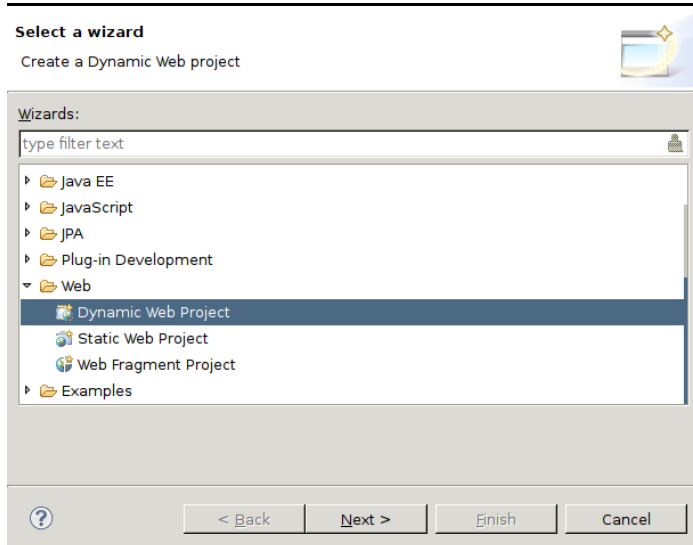 Select a wizard
Create a Dynamic Web project
Wizards:
type filter text
Java EE
JavaScript
JPA
Plug-in Development
Web
Dynamic Web Project
Static Web Project
Web Fragment Project
Examples
? < Back Next > Finish Cancel